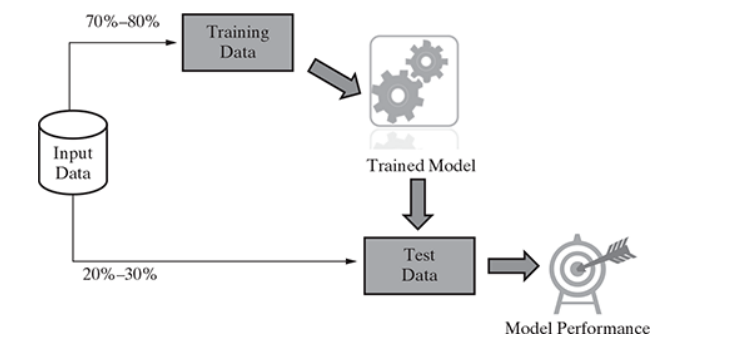 70%–80%
Training
Data
Input
Data
Trained Model
Test
Data
20%–30%
Model Performance